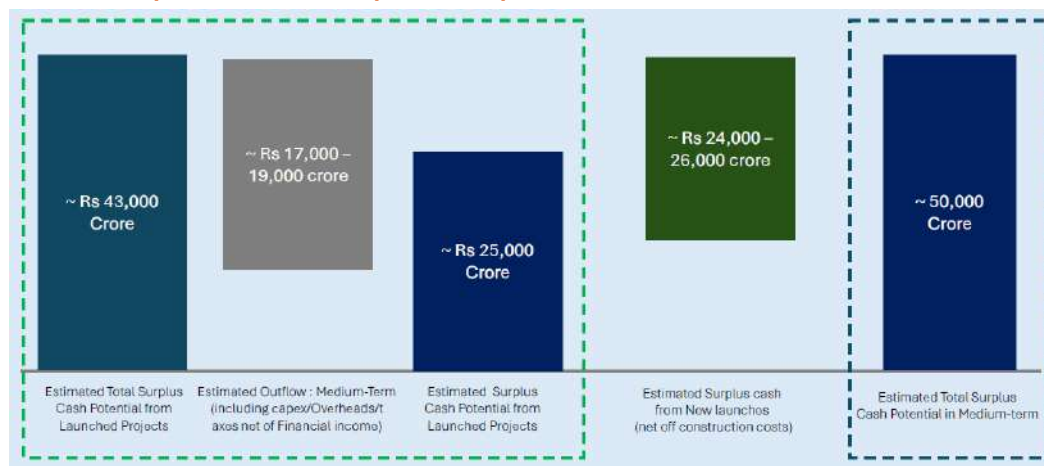 ~ Rs 43,000
Crore
~ Rs 17,000 –
19,000 crore
~ Rs 25,000
Crore
~ Rs 24,000 –
26,000 crore
~ 50,000
Crore
Estimated Total Surplus
Cash Potential from
Launched Projects
Estimated Outflow : Medium-Term
(including capex/Overheads/t
axes net of Financial income)
Estimated Surplus
Cash Potential from
Launched Projects
Estimated Surplus cash
from New launches
(net off construction costs)
Estimated Total Surplus
Cash Potential in Medium-term